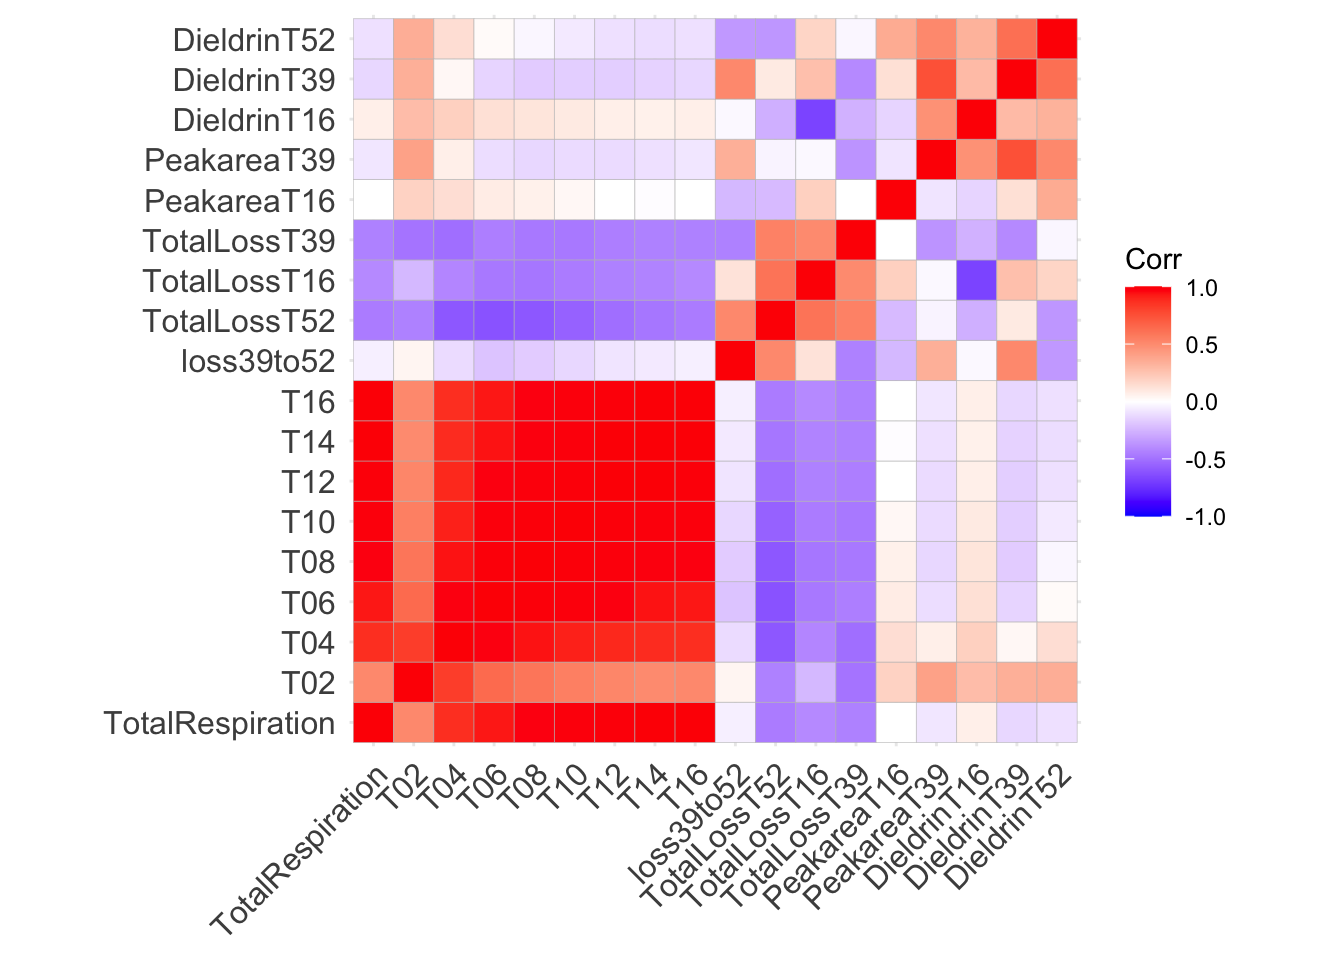 DieldrinT52
DieldrinT39
DieldrinT16
PeakareaT39
PeakareaT16
TotalLossT39
TotalLossT16
TotalLossT52
loss39to52
T16
T14
T12
T10
T08
T06
T04
T02
TotalRespiration
TotalRespiration
T02
T04
T06
T08
T10
T12
T14
T16
loss39to52
TotalLossT52
TotalLossT16
TotalLossT39
PeakareaT16
PeakareaT39
DieldrinT16
DieldrinT39
DieldrinT52
Corr
1.0
0.5
0.0
-0.5
-1.0